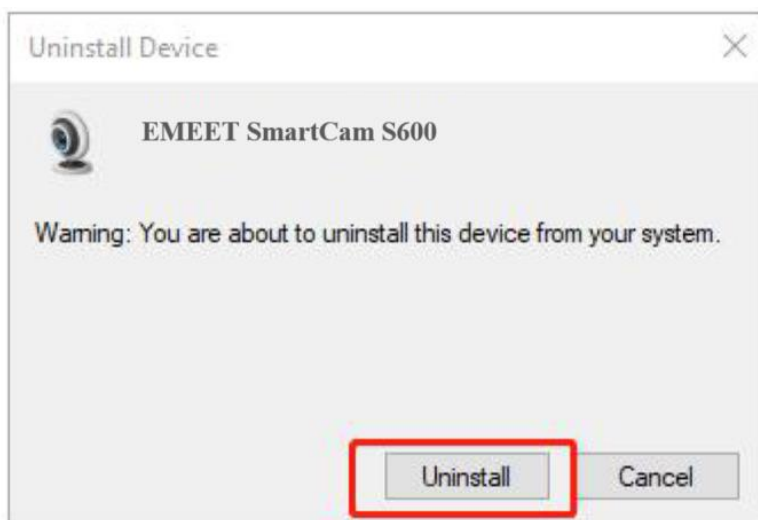 Uninstall Device
EMEET SmartCam S600
Warning: You are about to uninstall this device from your system.
Uninstall
Cancel